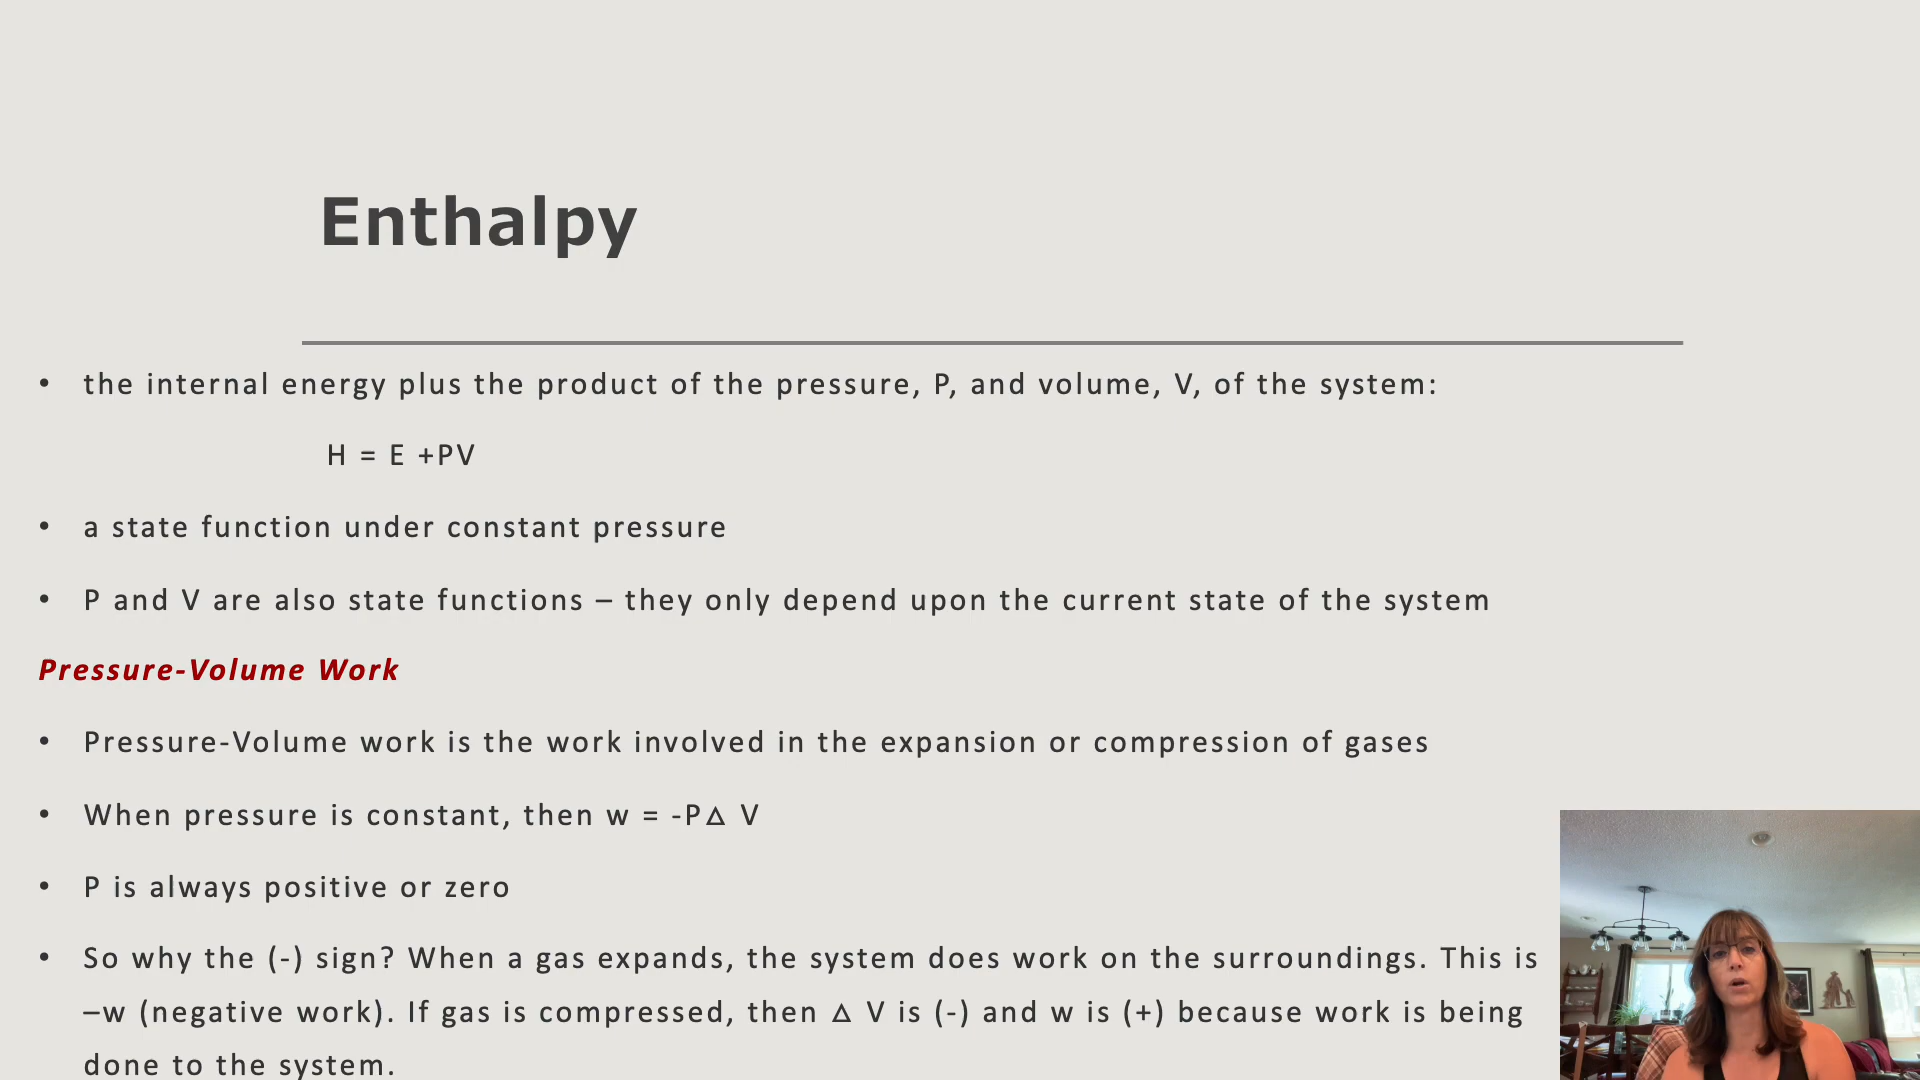 Enthalpy
• the internal energy plus the product of the pressure, P, and volume, V, of the system:
H = E +PV
• a state function under constant pressure
• P and V are also state functions – they only depend upon the current state of the system
Pressure-Volume Work
• Pressure-Volume work is the work involved in the expansion or compression of gases
• When pressure is constant, then w = -P△ V
• P is always positive or zero
• So why the (-) sign? When a gas expands, the system does work on the surroundings. This is
–w (negative work). If gas is compressed, then △ V is (-) and w is (+) because work is being
done to the system.